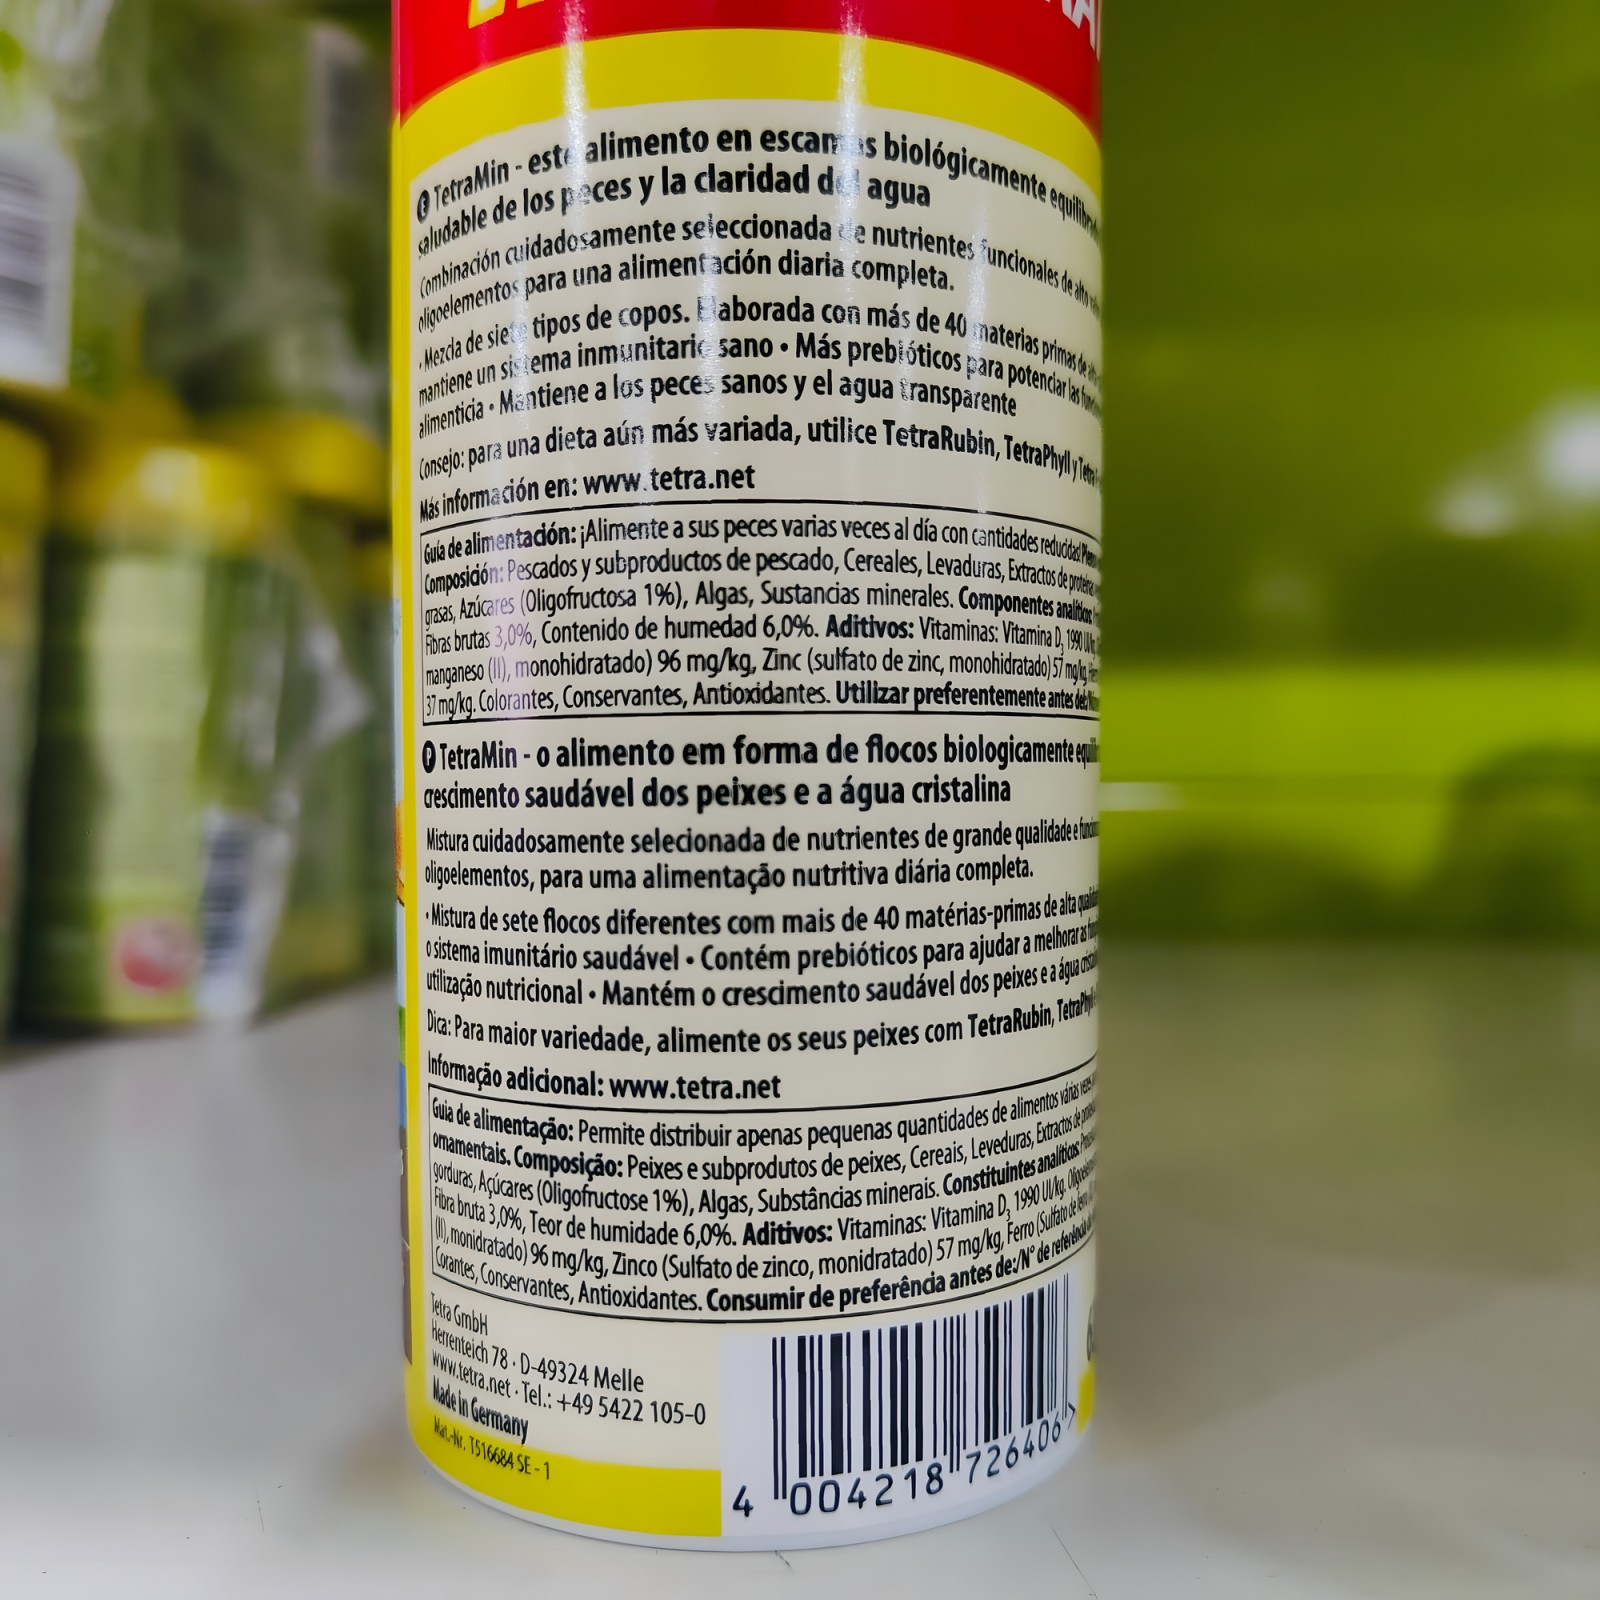 E TetraMin - este alimento en escamas biológicamente
saludable de los peces y la claridad del agua
Combinación cuidadosamente seleccionada de nutrientes funcionales de alto
oligoelementos para una alimentación diaria completa.
• Mezcla de siete tipos de copos. Elaborada con más de 40 materias primas de
mantiene un sistema inmunitario sano • Más prebióticos para potenciar las
alimenticia • Mantiene a los peces sanos y el agua transparente
Consejo: para una dieta aún más variada, utilice TetraRubin, TetraPhyll y
Más información en: www.tetra.net
Guía de alimentación: ¡Alimente a sus peces varias veces al día con cantidades reducidas!
Composición: Pescados y subproductos de pescado, Cereales, Levaduras, Extractos de
grasas, Azúcares (Oligofructosa 1%), Algas, Sustancias minerales. Componentes analíticos:
Fibras brutas 3,0%, Contenido de humedad 6,0%. Aditivos: Vitaminas: Vitamina D3 1990 UI/kg.
manganeso (II), monohidratado) 96 mg/kg, Zinc (sulfato de zinc, monohidratado) 57 mg/kg,
37 mg/kg. Colorantes, Conservantes, Antioxidantes. Utilizar preferentemente antes de:
P TetraMin - o alimento em forma de flocos biologicamente
crescimento saudável dos peixes e a água cristalina
Mistura cuidadosamente selecionada de nutrientes de grande qualidade e
oligoelementos, para uma alimentação nutritiva diária completa.
• Mistura de sete flocos diferentes com mais de 40 matérias-primas de alta
o sistema imunitário saudável • Contém prebióticos para ajudar a melhorar as
utilização nutricional • Mantém o crescimento saudável dos peixes e a água
Dica: Para maior variedade, alimente os seus peixes com TetraRubin,
Informação adicional: www.tetra.net
Guia de alimentação: Permite distribuir apenas pequenas quantidades de alimentos várias vezes
ornamentais. Composição: Peixes e subprodutos de peixes, Cereais, Leveduras, Extractos de
gorduras, Açúcares (Oligofructose 1%), Algas, Substâncias minerais. Constituintes analíticos:
Fibra bruta 3,0%, Teor de humidade 6,0%. Aditivos: Vitaminas: Vitamina D3 1990 UI/kg.
(II), monidratado) 96 mg/kg, Zinco (Sulfato de zinco, monidratado) 57 mg/kg, Ferro (Sulfato de
Corantes, Conservantes, Antioxidantes. Consumir de preferência antes de:/N° de referência
Tetra GmbH
Herrenteich 78 · D-49324 Melle
www.tetra.net · Tel.: +49 5422 105-0
Made in Germany
Mat.-Nr. T516684 SE - 1
4 004218 726406 >